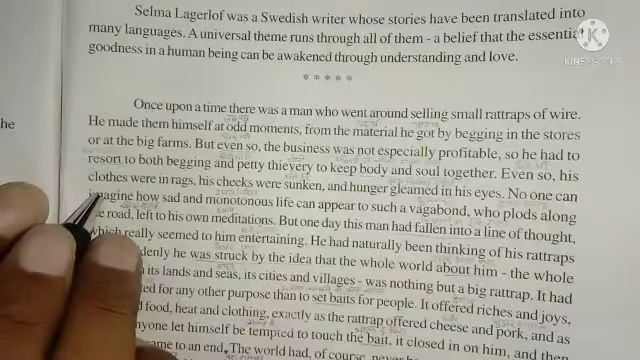 Selma Lagerlof was a Swedish writer whose stories have been translated into
many languages. A universal theme runs through all of them - a belief that the essential
goodness in a human being can be awakened through understanding and love.
*****
Once upon a time there was a man who went around selling small rattraps of wire.
he
He made them himself at odd moments, from the material he got by begging in the stores
or at the big farms. But even so, the business was not especially profitable, so he had to
resort to both begging and petty thievery to keep body and soul together. Even so, his
clothes were in rags, his cheeks were sunken, and hunger gleamed in his eyes. No one can
imagine how sad and monotonous life can appear to such a vagabond, who plods along
road, left to his own meditations. But one day this man had fallen into a line of thought,
which really seemed to him entertaining. He had naturally been thinking of his rattraps
denly he was struck by the idea that the whole world about him - the whole
its lands and seas, its cities and villages - was nothing but a big rattrap. It had
ted for any other purpose than to set baits for people. It offered riches and joys,
food, heat and clothing, exactly as the rattrap offered cheese and pork, and as
anyone let himself be tempted to touch the bait, it closed in on him, and then
came to an end. The world had, of course, never
KINEMASTER